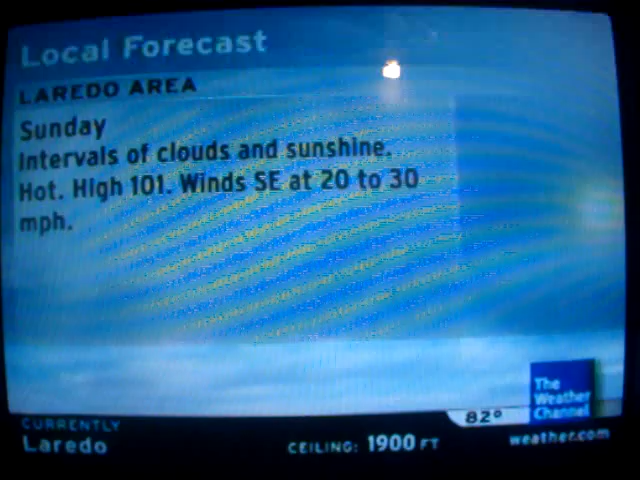 Local Forecast
LAREDO AREA
Sunday
Intervals of clouds and sunshine.
Hot. High 101. Winds SE at 20 to 30
mph.
The
Weather
Channel
82°
CURRENTLY
Laredo
CEILING: 1900 FT
weather.com